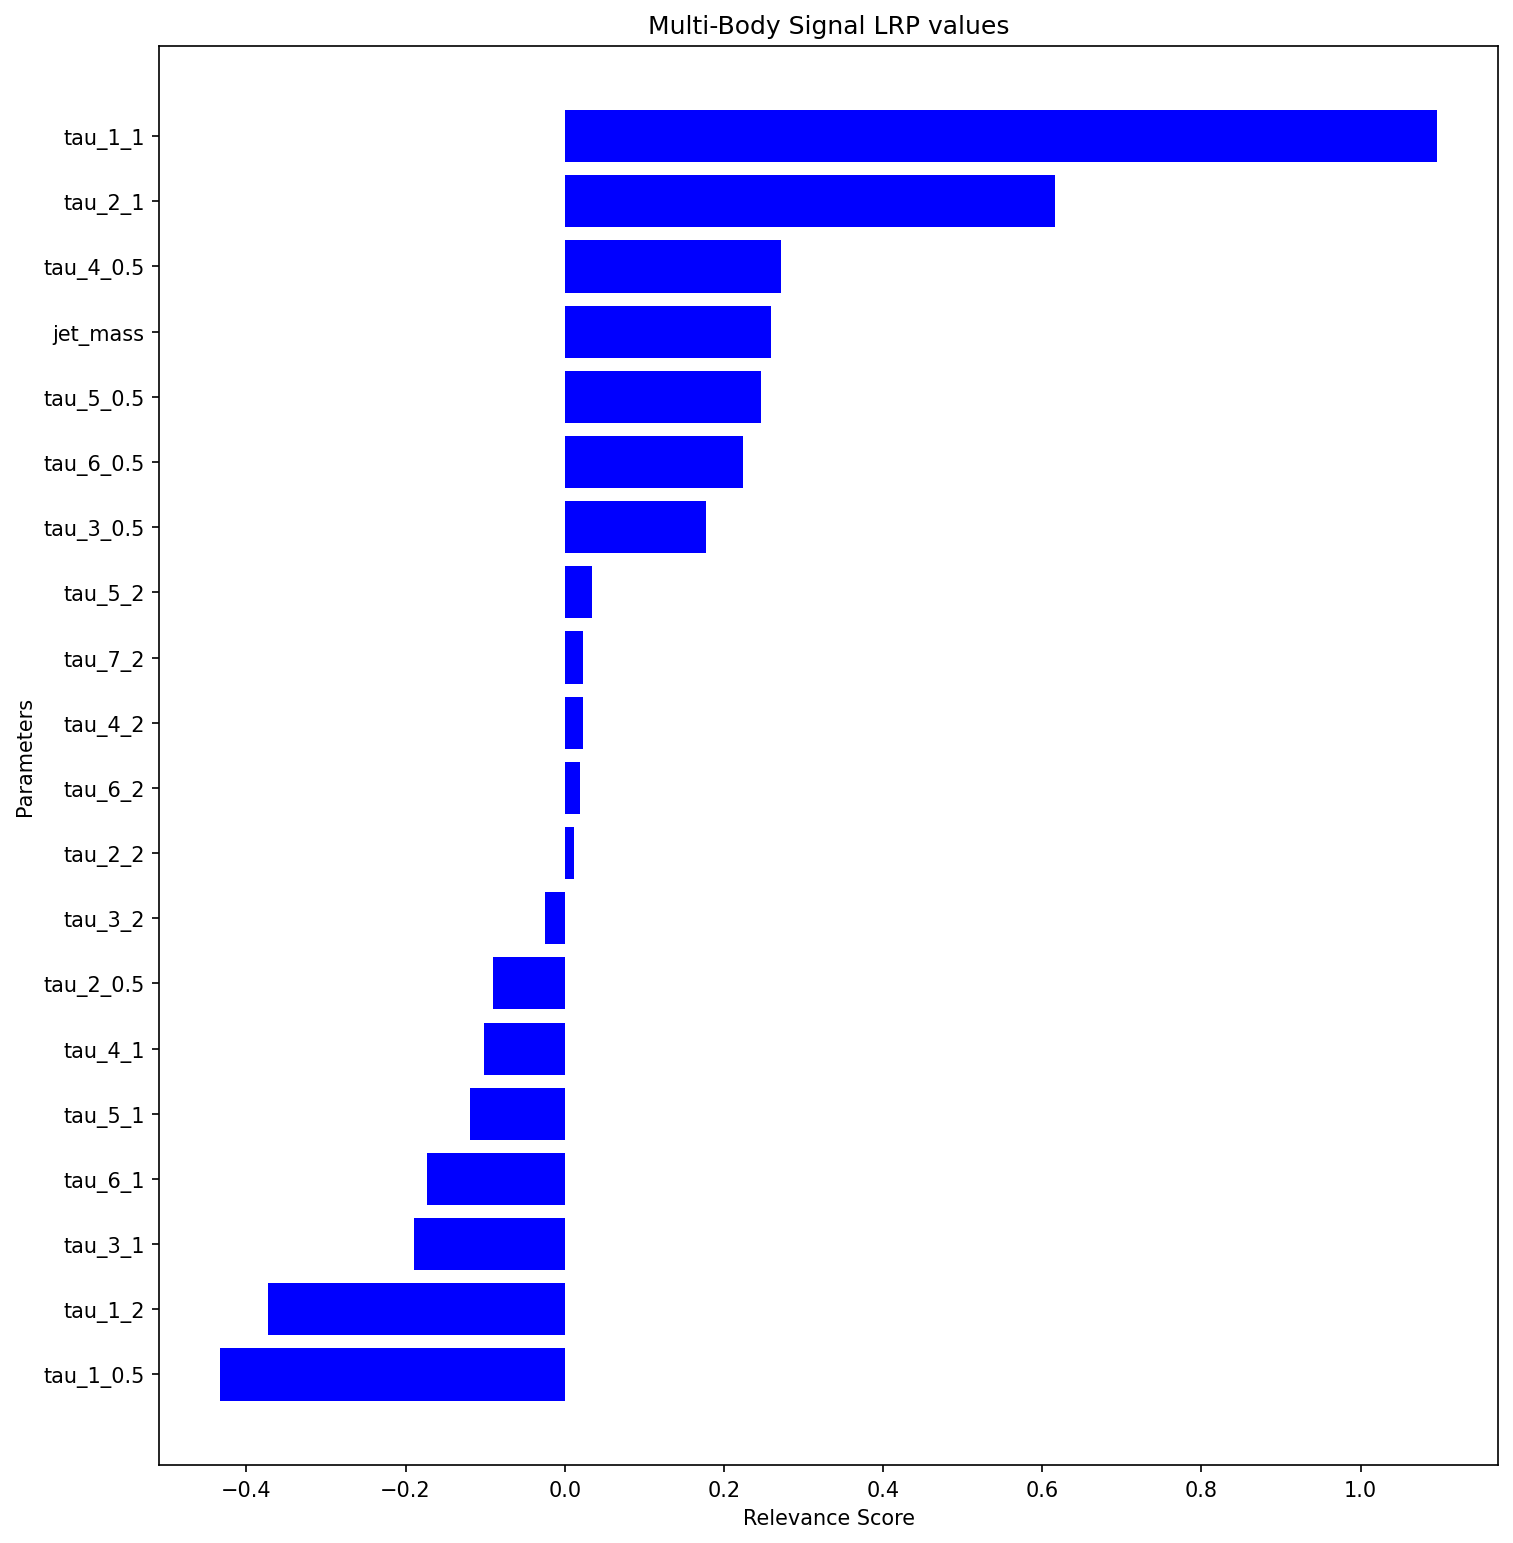 Multi-Body Signal LRP values
tau_1_1
tau_2_1
tau_4_0.5
jet_mass
tau_5_0.5
tau_6_0.5
tau_3_0.5
tau_5_2
tau_7_2
tau_4_2
tau_6_2
tau_2_2
tau_3_2
tau_2_0.5
tau_4_1
tau_5_1
tau_6_1
tau_3_1
tau_1_2
tau_1_0.5
Parameters
−0.4 −0.2 0.0 0.2 0.4 0.6 0.8 1.0
Relevance Score